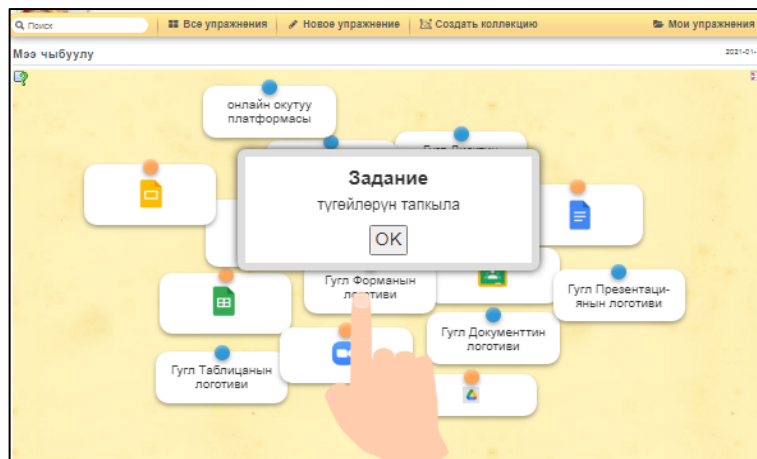 Поиск
Все упражнения
Новое упражнение
Создать коллекцию
Мои упражнения
Мээ чыбуулу
2021-01-
онлайн окутуу
платформасы
Задание
түгөйлөрүн тапкыла
OK
Гугл Форманын
логотиви
Гугл Презентаци-
янын логотиви
Гугл Документтин
логотиви
Гугл Таблицанын
логотиви